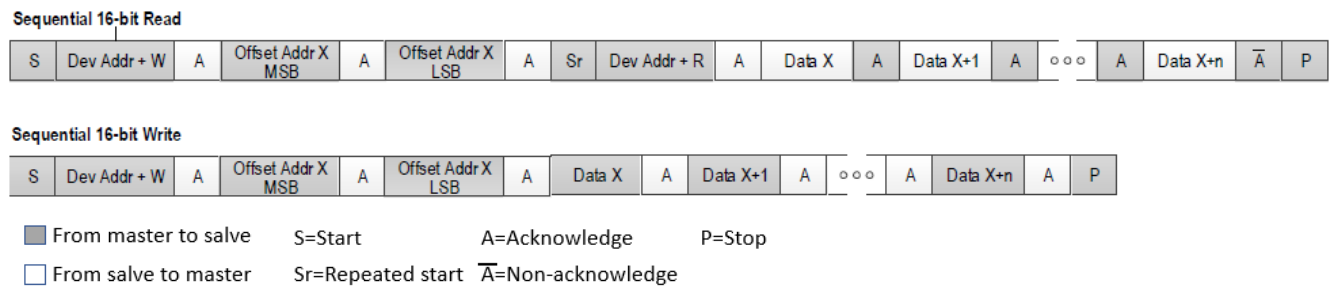 Sequential 16-bit Read
S Dev Addr + W A Offset Addr X MSB A Offset Addr X LSB A Sr Dev Addr + R A Data X A Data X+1 A ooo A Data X+n A̅ P
Sequential 16-bit Write
S Dev Addr + W A Offset Addr X MSB A Offset Addr X LSB A Data X A Data X+1 A ooo A Data X+n A P
From master to salve S=Start A=Acknowledge P=Stop
From salve to master Sr=Repeated start A̅=Non-acknowledge